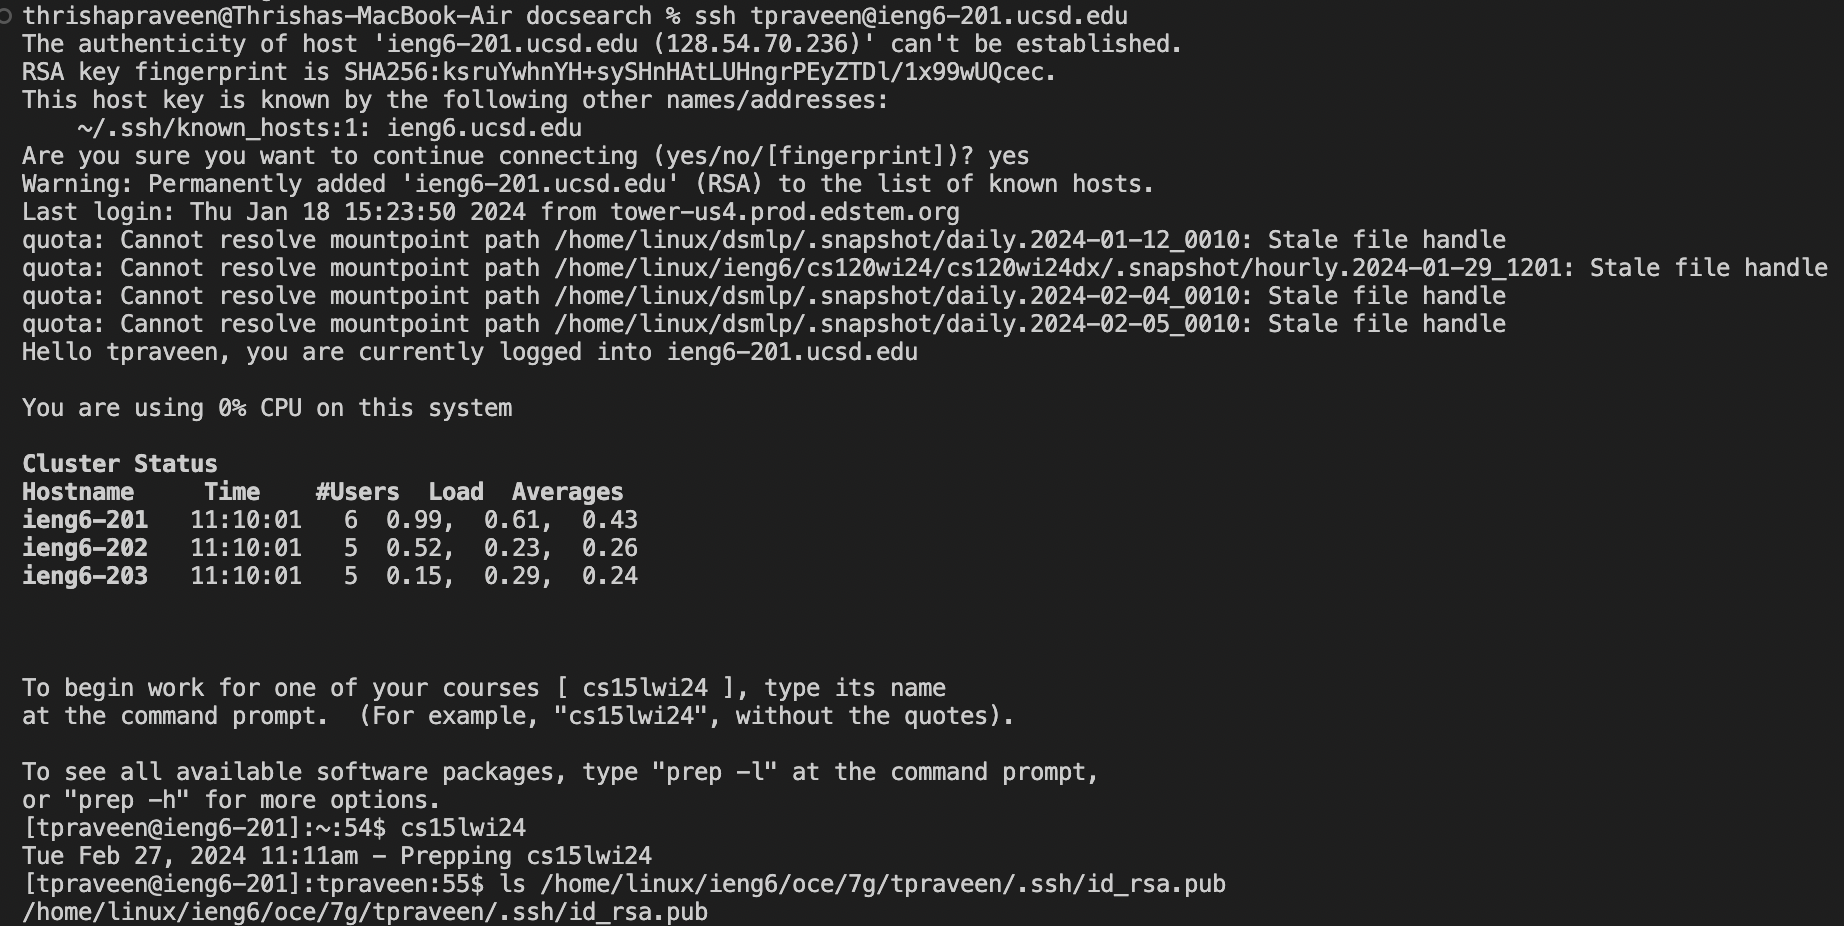 thrishapraveen@Thrishas-MacBook-Air docsearch % ssh tpraveen@ieng6-201.ucsd.edu
The authenticity of host 'ieng6-201.ucsd.edu (128.54.70.236)' can't be established.
RSA key fingerprint is SHA256:ksruYwhnYH+sySHnHAtLUHngrPEyZTDl/1x99wUQcec.
This host key is known by the following other names/addresses:
    ~/.ssh/known_hosts:1: ieng6.ucsd.edu
Are you sure you want to continue connecting (yes/no/[fingerprint])? yes
Warning: Permanently added 'ieng6-201.ucsd.edu' (RSA) to the list of known hosts.
Last login: Thu Jan 18 15:23:50 2024 from tower-us4.prod.edstem.org
quota: Cannot resolve mountpoint path /home/linux/dsmlp/.snapshot/daily.2024-01-12_0010: Stale file handle
quota: Cannot resolve mountpoint path /home/linux/ieng6/cs120wi24/cs120wi24dx/.snapshot/hourly.2024-01-29_1201: Stale file handle
quota: Cannot resolve mountpoint path /home/linux/dsmlp/.snapshot/daily.2024-02-04_0010: Stale file handle
quota: Cannot resolve mountpoint path /home/linux/dsmlp/.snapshot/daily.2024-02-05_0010: Stale file handle
Hello tpraveen, you are currently logged into ieng6-201.ucsd.edu

You are using 0% CPU on this system

Cluster Status
Hostname     Time    #Users  Load  Averages
ieng6-201   11:10:01   6  0.99,  0.61,  0.43
ieng6-202   11:10:01   5  0.52,  0.23,  0.26
ieng6-203   11:10:01   5  0.15,  0.29,  0.24

To begin work for one of your courses [ cs15lwi24 ], type its name
at the command prompt.  (For example, "cs15lwi24", without the quotes).

To see all available software packages, type "prep -l" at the command prompt,
or "prep -h" for more options.
[tpraveen@ieng6-201]:~:54$ cs15lwi24
Tue Feb 27, 2024 11:11am - Prepping cs15lwi24
[tpraveen@ieng6-201]:tpraveen:55$ ls /home/linux/ieng6/oce/7g/tpraveen/.ssh/id_rsa.pub
/home/linux/ieng6/oce/7g/tpraveen/.ssh/id_rsa.pub